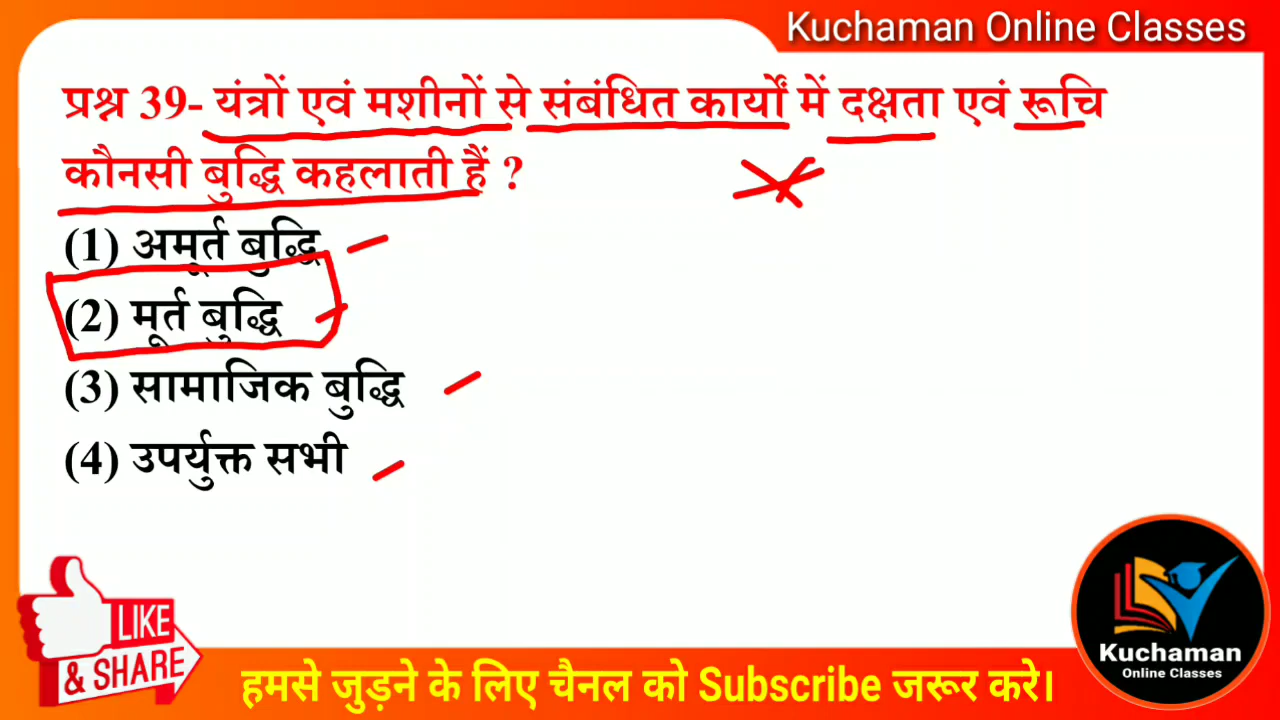 Kuchaman Online Classes
प्रश्न 39- यंत्रों एवं मशीनों से संबंधित कार्यों में दक्षता एवं रूचि
कौनसी बुद्धि कहलाती हैं ?
(1) अमूर्त बुद्धि
(2) मूर्त बुद्धि
(3) सामाजिक बुद्धि
(4) उपर्युक्त सभी
LIKE
& SHARE
Kuchaman
Online Classes
हमसे जुड़ने के लिए चैनल को Subscribe जरूर करे।